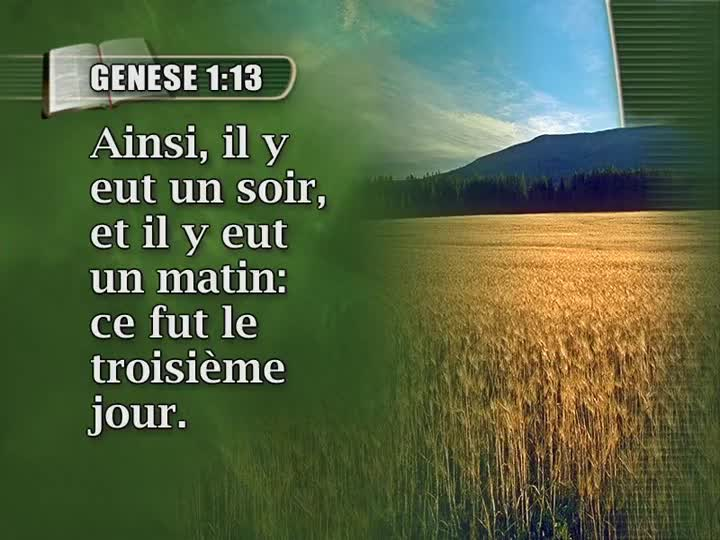 GENESE 1:13
Ainsi, il y
eut un soir,
et il y eut
un matin:
ce fut le
troisième
jour.